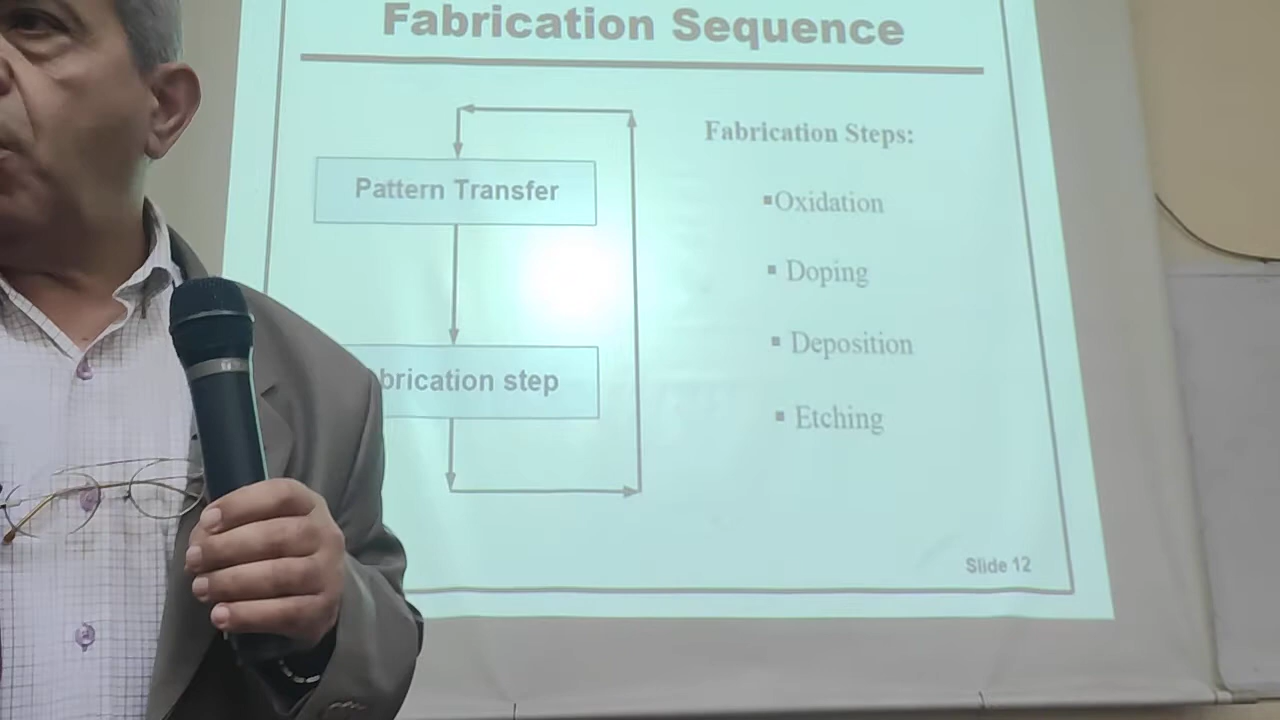 Fabrication Sequence
Pattern Transfer
brication step
Fabrication Steps:
▪Oxidation
▪ Doping
▪ Deposition
▪ Etching
Slide 12